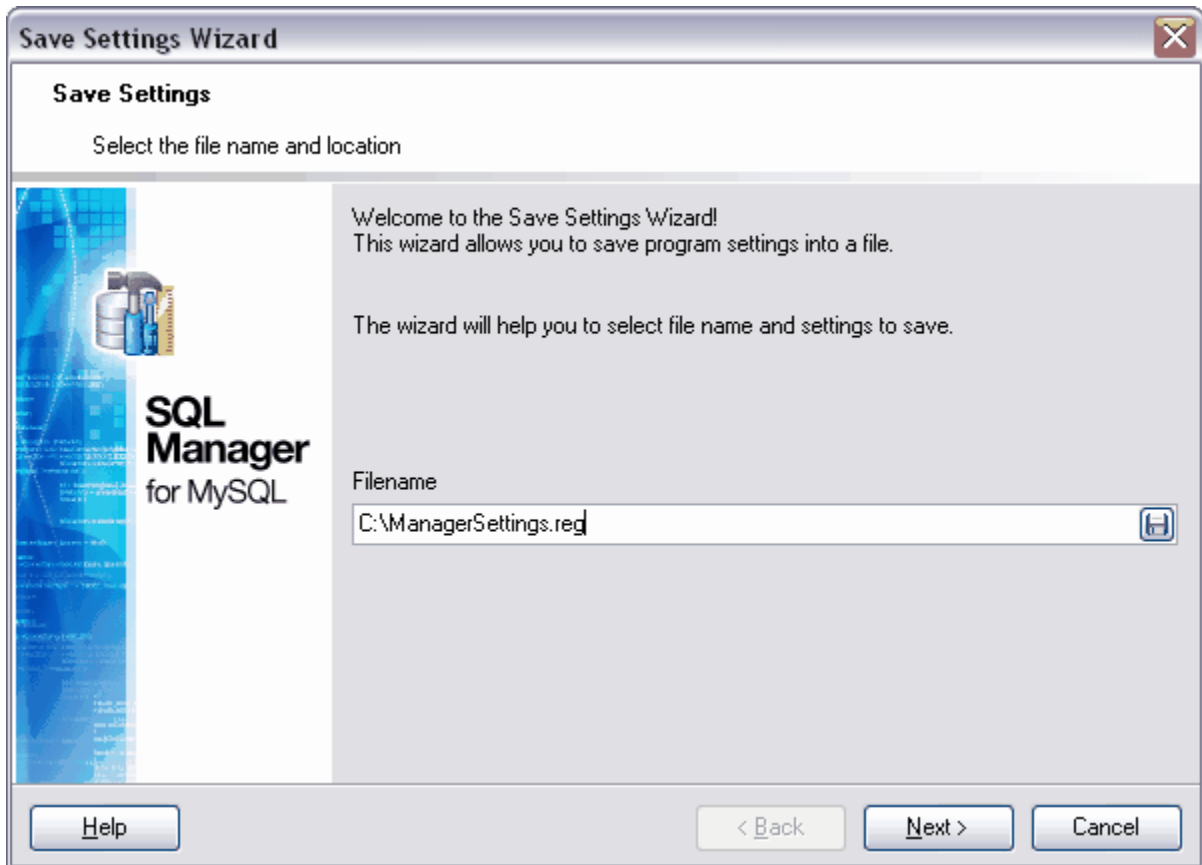 Save Settings Wizard
Save Settings
Select the file name and location
Welcome to the Save Settings Wizard!
This wizard allows you to save program settings into a file.
The wizard will help you to select file name and settings to save.
SQL
Manager
for MySQL
Filename
C:\ManagerSettings.reg
Help
< Back
Next >
Cancel